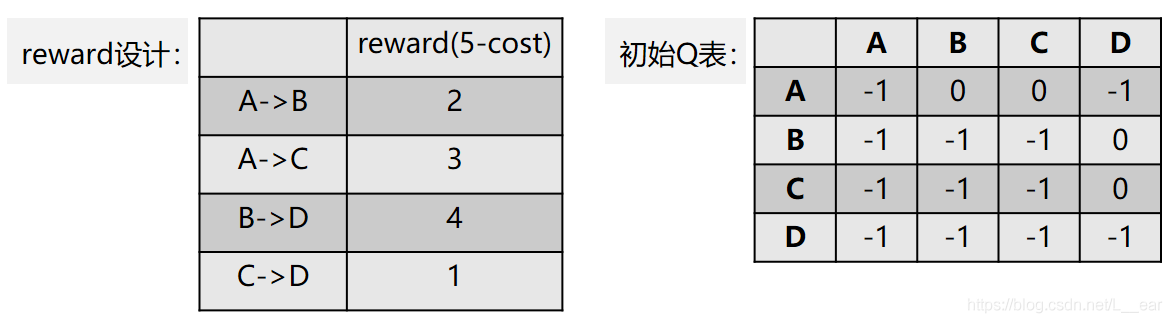 reward设计：
reward(5-cost)
A->B 2
A->C 3
B->D 4
C->D 1
初始Q表：
A B C D
A -1 0 0 -1
B -1 -1 -1 0
C -1 -1 -1 0
D -1 -1 -1 -1
https://blog.csdn.net/L__ear